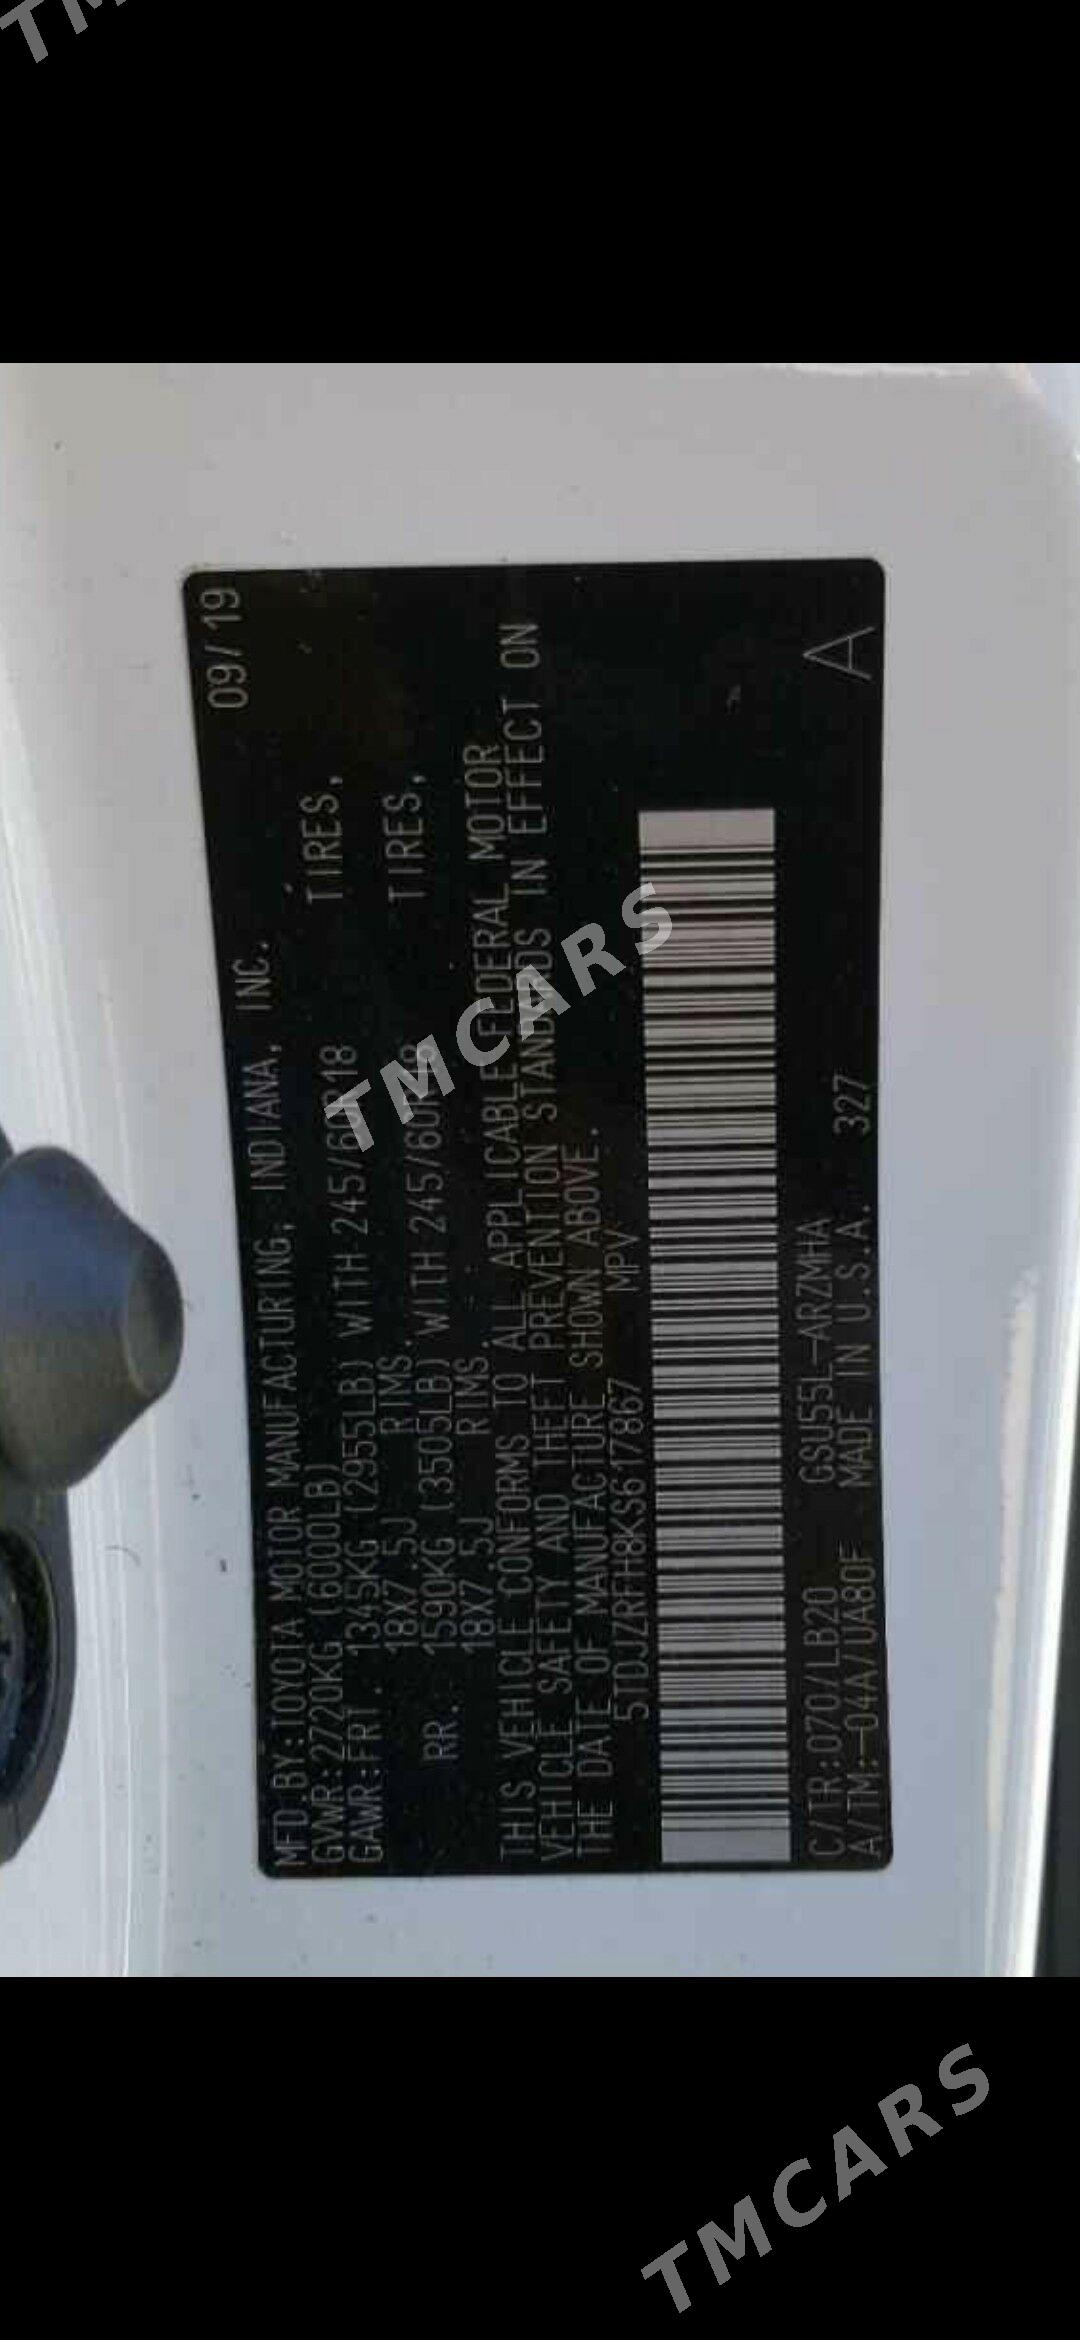 09/19
MFD.BY:TOYOTA MOTOR MANUFACTURING, INDIANA, INC.
GVWR:2720KG (6000LB)
GAWR:FRT. 1345KG (2955LB) WITH 245/60R18 TIRES,
18X7.5J RIMS.
RR. 1590KG (3505LB) WITH 245/60R18 TIRES,
18X7.5J RIMS.
THIS VEHICLE CONFORMS TO ALL APPLICABLE FEDERAL MOTOR
VEHICLE SAFETY AND THEFT PREVENTION STANDARDS IN EFFECT ON
THE DATE OF MANUFACTURE SHOWN ABOVE.
5TDJZRFH8KS617867 MPV
C/TR:070/LB20 GSU55L-ARZMHA
A/TM:-04A/UA80F MADE IN U.S.A. 327
A
TMCARS
TMCARS